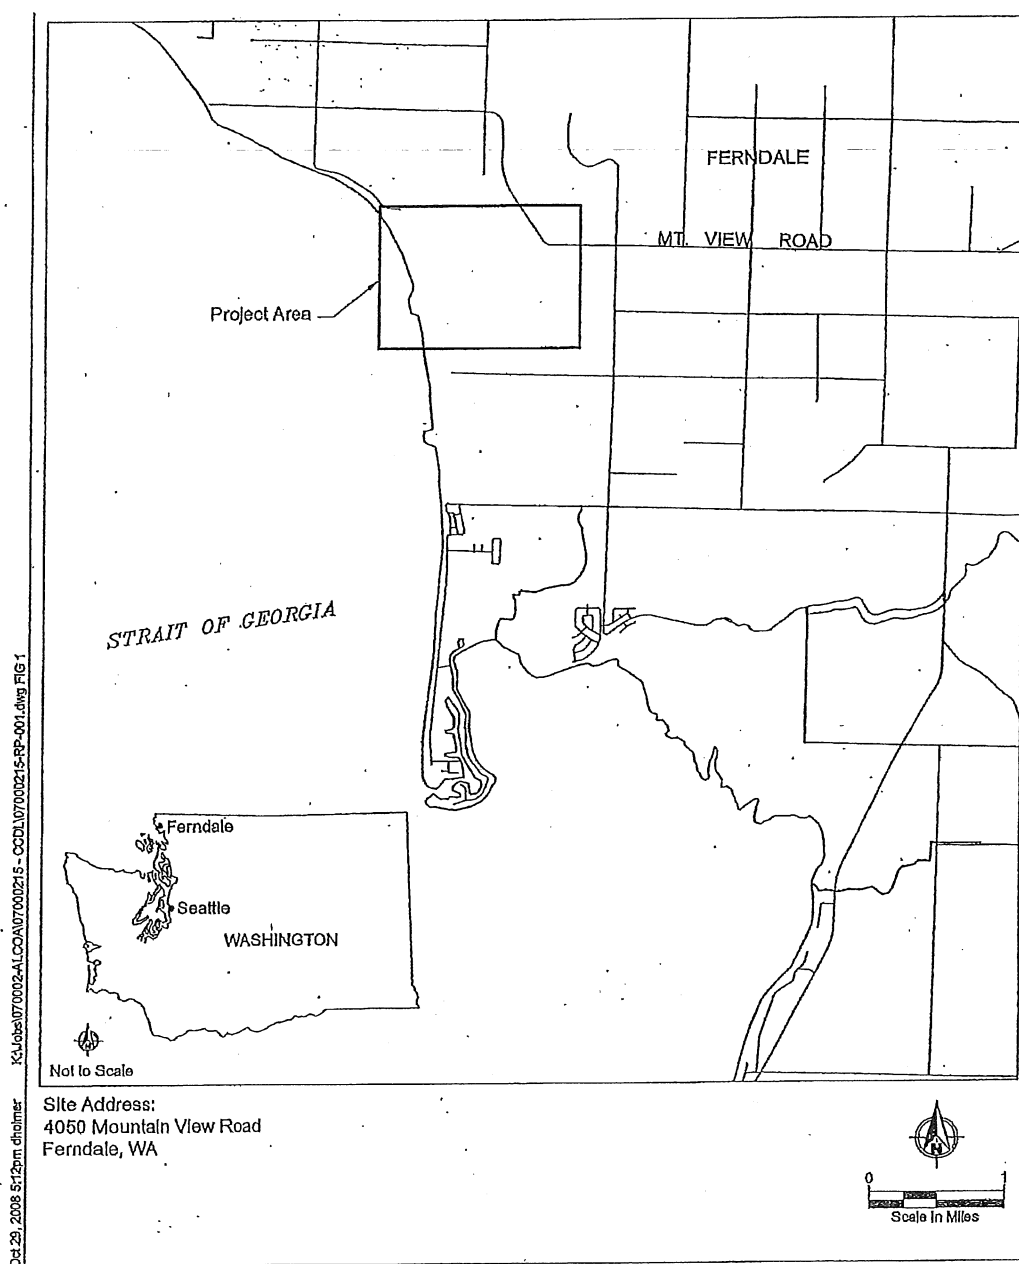 FERNDALE
MT. VIEW ROAD
Project Area
STRAIT OF GEORGIA
Ferndale
Seattle
WASHINGTON
N
Not to Scale
Site Address:
4050 Mountain View Road
Ferndale, WA
N
0 1
Scale in Miles
Oct 29, 2008 5:12pm dholmer K:\Jobs\070002-ALCOA\07000215 - CCDL\07000215-RP-001.dwg FIG 1